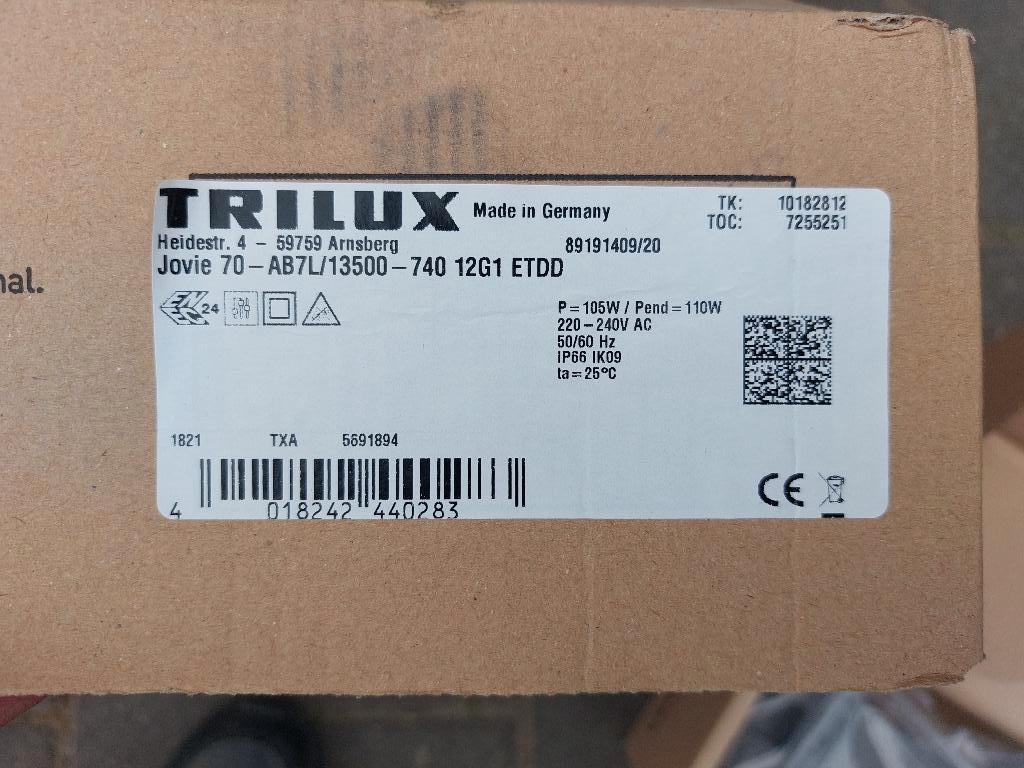 TRILUX Made in Germany
TK: 10182812
TOC: 7255251
Heidestr. 4 – 59759 Arnsberg 89191409/20
Jovie 70–AB7L/13500–740 12G1 ETDD
nal.
24
P=105W / Pend=110W
220–240V AC
50/60 Hz
IP66 IK09
ta=25°C
1821 TXA 5691894
4 018242 440283
CE